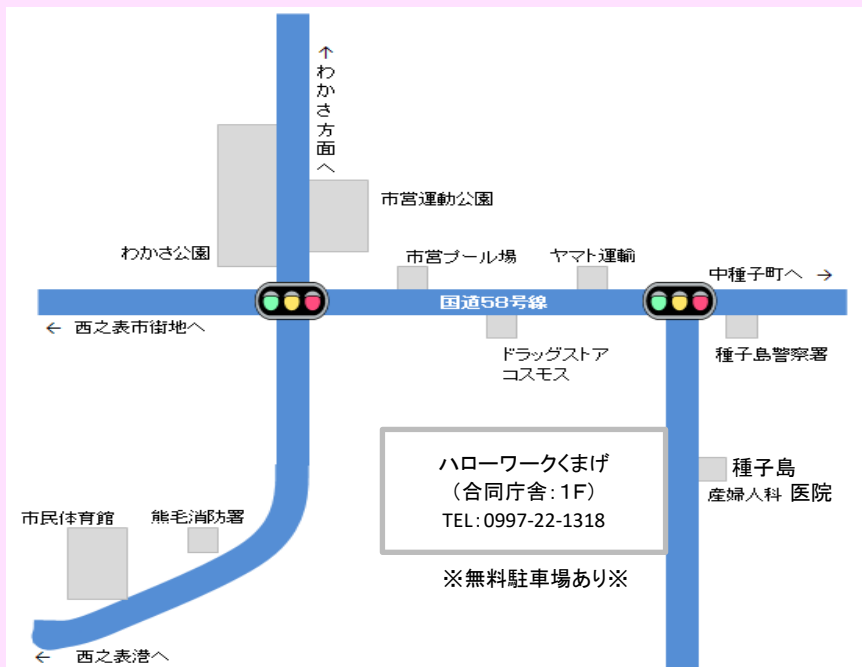 ↑わかさ方面へ
市営運動公園
わかさ公園
市営プール場
ヤマト運輸
中種子町へ →
国道58号線
← 西之表市街地へ
ドラッグストア
コスモス
種子島警察署
ハローワークくまげ
（合同庁舎：１Ｆ）
TEL：0997-22-1318
種子島
産婦人科 医院
市民体育館
熊毛消防署
※無料駐車場あり※
← 西之表港へ